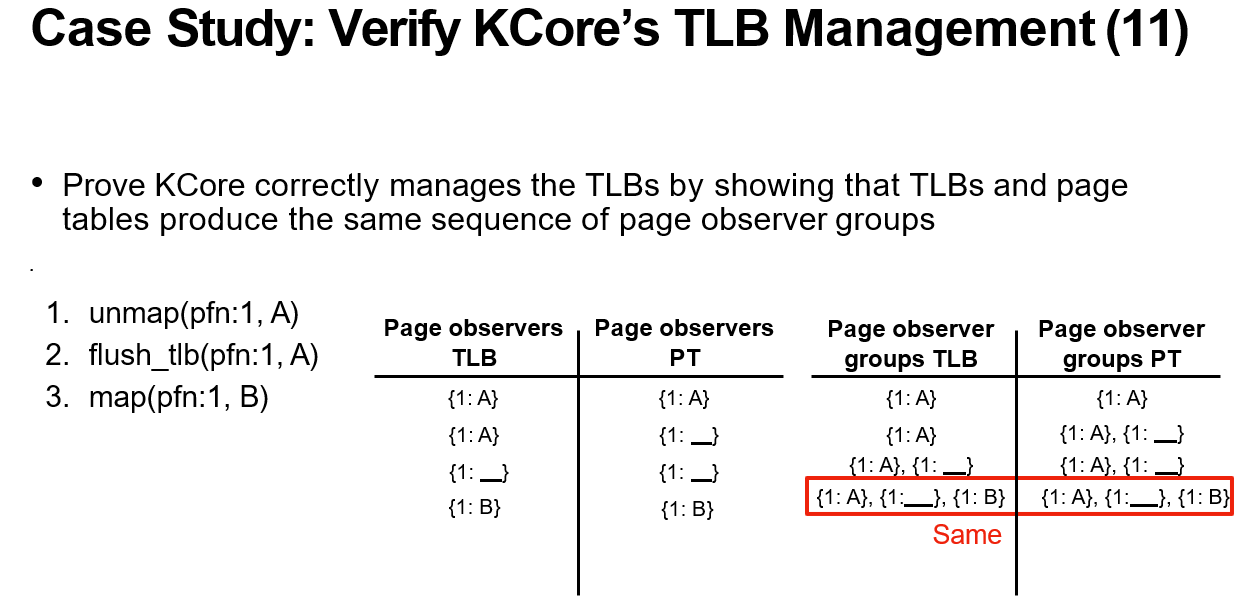 Case Study: Verify KCore's TLB Management (11)
• Prove KCore correctly manages the TLBs by showing that TLBs and page
tables produce the same sequence of page observer groups
.
1. unmap(pfn:1, A)
2. flush_tlb(pfn:1, A)
3. map(pfn:1, B)
Page observers TLB | Page observers PT
{1: A} | {1: A}
{1: A} | {1: __}
{1: __} | {1: __}
{1: B} | {1: B}
Page observer groups TLB | Page observer groups PT
{1: A} | {1: A}
{1: A} | {1: A}, {1: __}
{1: A}, {1: __} | {1: A}, {1: __}
{1: A}, {1:__}, {1: B} | {1: A}, {1:__}, {1: B}
Same